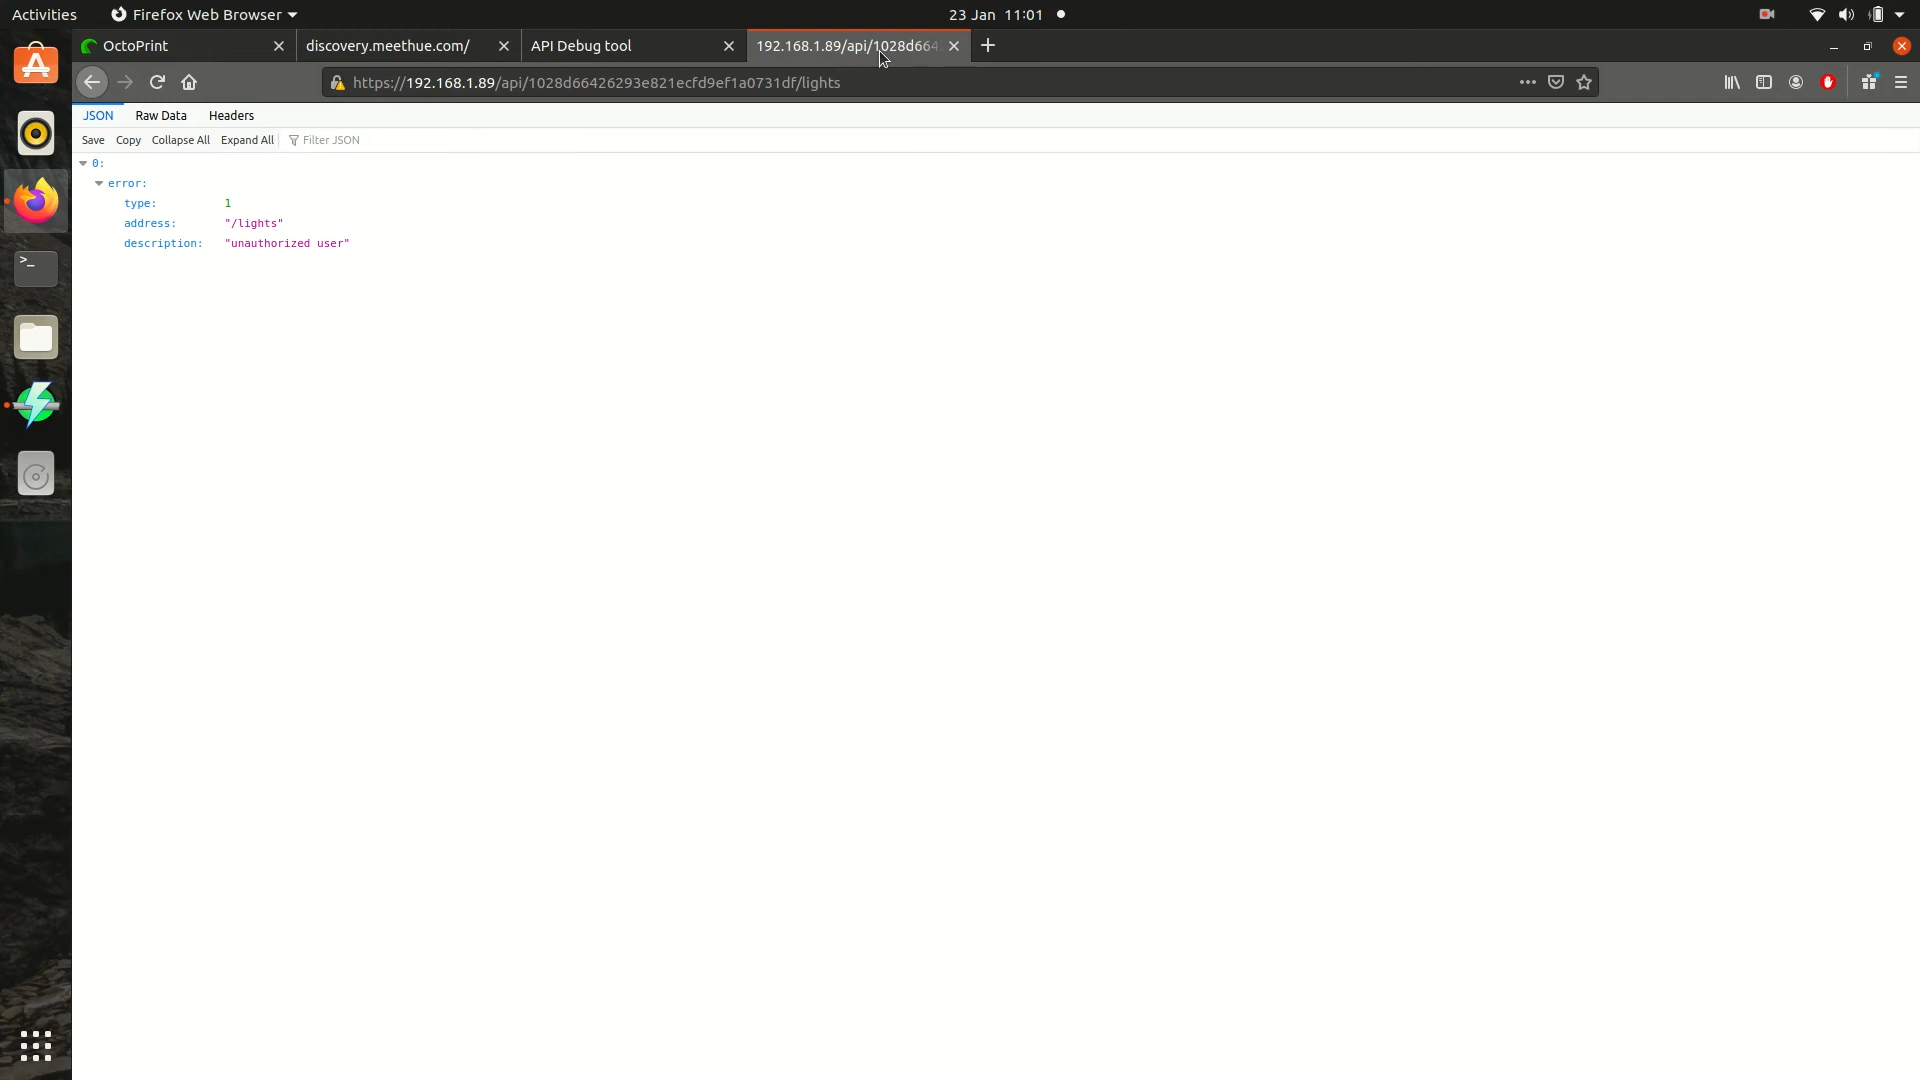 Activities
Firefox Web Browser
23 Jan 11:01
OctoPrint
discovery.meethue.com/
API Debug tool
192.168.1.89/api/1028d664
https://192.168.1.89/api/1028d66426293e821ecfd9ef1a0731df/lights
JSON Raw Data Headers
Save Copy Collapse All Expand All Filter JSON
0:
error:
type: 1
address: "/lights"
description: "unauthorized user"